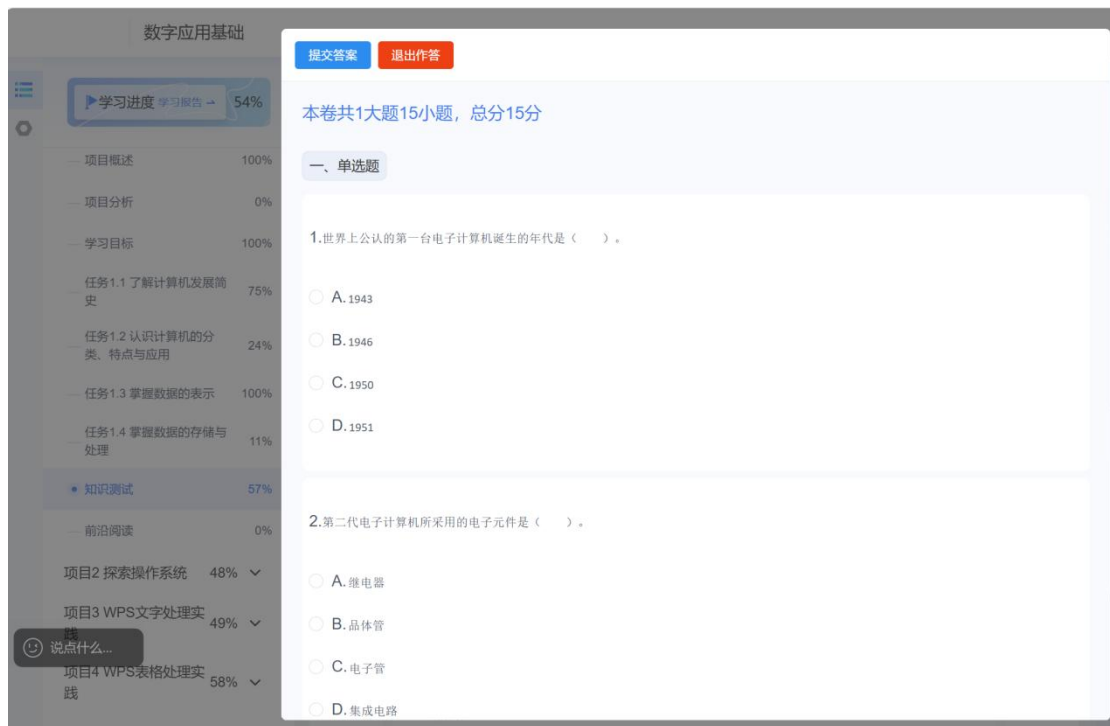 数字应用基础
提交答案 退出作答
学习进度 学习报告 → 54%
本卷共1大题15小题，总分15分
项目概述 100%
一、单选题
项目分析 0%
学习目标 100%
1.世界上公认的第一台电子计算机诞生的年代是（ ）。
任务1.1 了解计算机发展简
史
75%
A.1943
任务1.2 认识计算机的分
类、特点与应用
24%
B.1946
任务1.3 掌握数据的表示 100%
C.1950
任务1.4 掌握数据的存储与
处理
11%
D.1951
知识测试 57%
前沿阅读 0%
2.第二代电子计算机所采用的电子元件是（ ）。
项目2 探索操作系统 48%
A.继电器
项目3 WPS文字处理实
践
49%
B.晶体管
说点什么...
C.电子管
项目4 WPS表格处理实
践
58%
D.集成电路